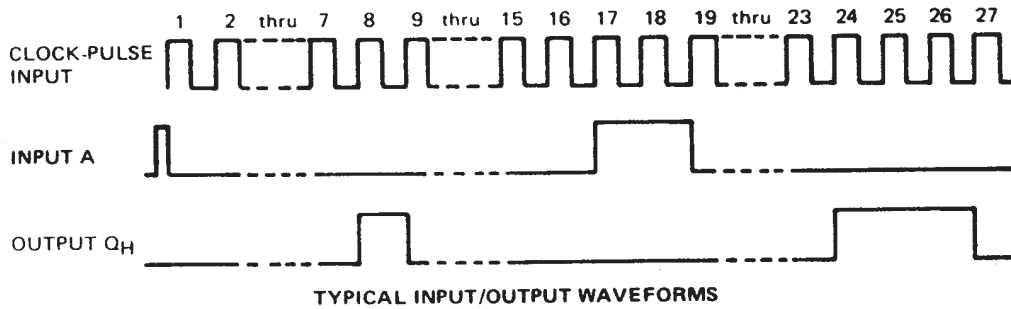 1 2 thru 7 8 9 thru 15 16 17 18 19 thru 23 24 25 26 27
CLOCK-PULSE
INPUT
INPUT A
OUTPUT QH
TYPICAL INPUT/OUTPUT WAVEFORMS